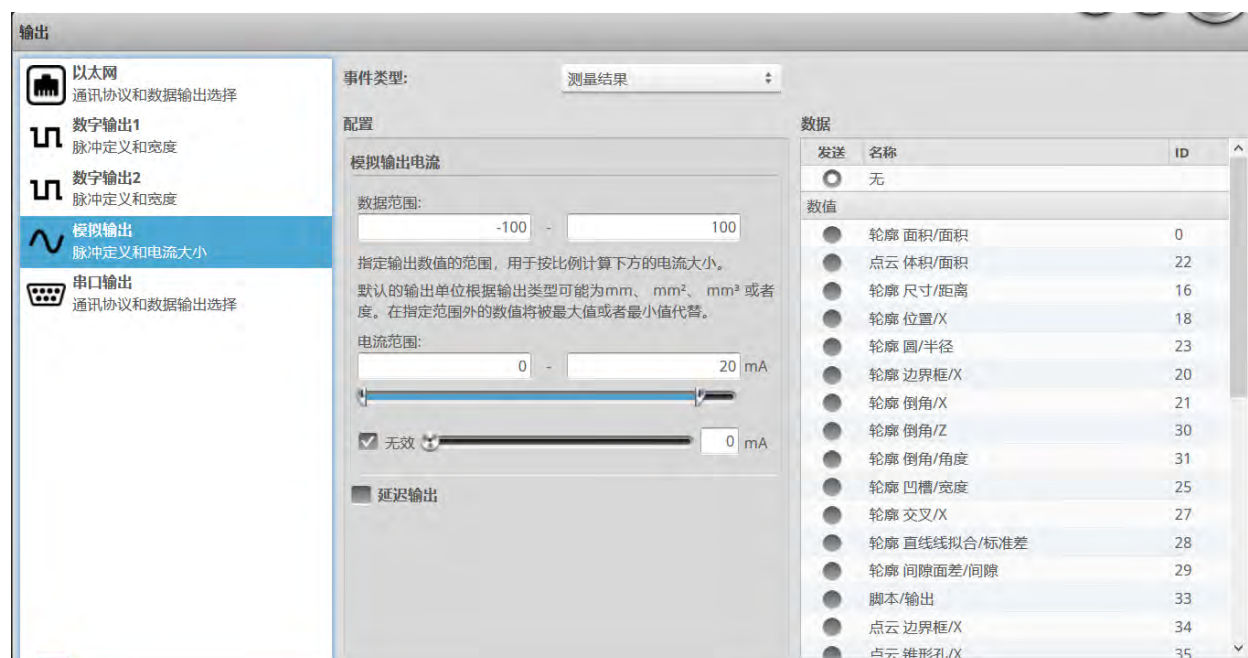 输出
以太网
通讯协议和数据输出选择
数字输出1
脉冲定义和宽度
数字输出2
脉冲定义和宽度
模拟输出
脉冲定义和电流大小
串口输出
通讯协议和数据输出选择
事件类型: 测量结果
配置
模拟输出电流
数据范围:
-100 - 100
指定输出数值的范围，用于按比例计算下方的电流大小。
默认的输出单位根据输出类型可能为mm、 mm²、 mm³ 或者
度。在指定范围外的数值将被最大值或者最小值代替。
电流范围:
0 - 20 mA
无效 0 mA
延迟输出
数据
发送 名称 ID
无
数值
轮廓 面积/面积 0
点云 体积/面积 22
轮廓 尺寸/距离 16
轮廓 位置/X 18
轮廓 圆/半径 23
轮廓 边界框/X 20
轮廓 倒角/X 21
轮廓 倒角/Z 30
轮廓 倒角/角度 31
轮廓 凹槽/宽度 25
轮廓 交叉/X 27
轮廓 直线线拟合/标准差 28
轮廓 间隙面差/间隙 29
脚本/输出 33
点云 边界框/X 34
点云 锥形孔/X 35